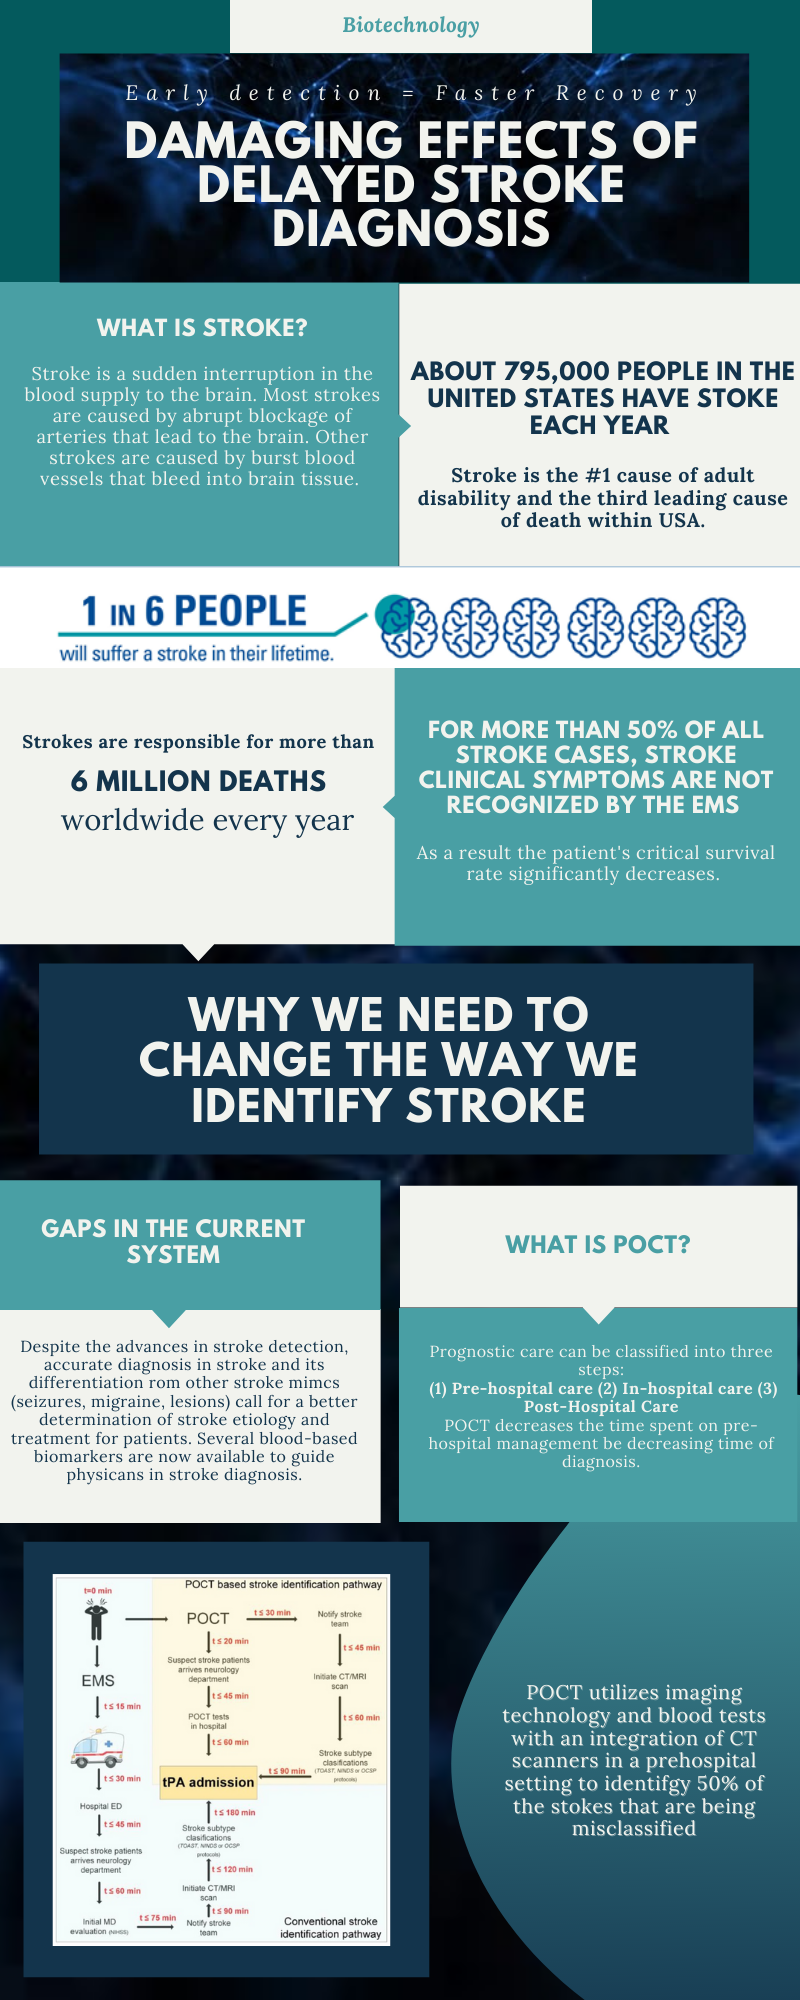 Biotechnology
Early detection = Faster Recovery
DAMAGING EFFECTS OF
DELAYED STROKE
DIAGNOSIS
WHAT IS STROKE?
Stroke is a sudden interruption in the
blood supply to the brain. Most strokes
are caused by abrupt blockage of
arteries that lead to the brain. Other
strokes are caused by burst blood
vessels that bleed into brain tissue.
ABOUT 795,000 PEOPLE IN THE
UNITED STATES HAVE STOKE
EACH YEAR
Stroke is the #1 cause of adult
disability and the third leading cause
of death within USA.
1 IN 6 PEOPLE
will suffer a stroke in their lifetime.
Strokes are responsible for more than
6 MILLION DEATHS
worldwide every year
FOR MORE THAN 50% OF ALL
STROKE CASES, STROKE
CLINICAL SYMPTOMS ARE NOT
RECOGNIZED BY THE EMS
As a result the patient's critical survival
rate significantly decreases.
WHY WE NEED TO
CHANGE THE WAY WE
IDENTIFY STROKE
GAPS IN THE CURRENT
SYSTEM
Despite the advances in stroke detection,
accurate diagnosis in stroke and its
differentiation rom other stroke mimcs
(seizures, migraine, lesions) call for a better
determination of stroke etiology and
treatment for patients. Several blood-based
biomarkers are now available to guide
physicans in stroke diagnosis.
WHAT IS POCT?
Prognostic care can be classified into three
steps:
(1) Pre-hospital care (2) In-hospital care (3)
Post-Hospital Care
POCT decreases the time spent on pre-
hospital management be decreasing time of
diagnosis.
POCT based stroke identification pathway
t=0 min
POCT
t ≤ 30 min
Notify stroke
team
t ≤ 20 min
t ≤ 45 min
Suspect stroke patients
arrives neurology
department
Initiate CT/MRI
scan
t ≤ 45 min
POCT tests
in hospital
t ≤ 60 min
t ≤ 60 min
Stroke subtype
clasifications
(TOAST, NINDS or OCSP
protocols)
t ≤ 90 min
tPA admission
EMS
t ≤ 15 min
t ≤ 30 min
Hospital ED
t ≤ 45 min
Suspect stroke patients
arrives neurology
department
t ≤ 60 min
Initial MD
evaluation (NIHSS)
t ≤ 75 min
Notify stroke
team
t ≤ 90 min
Initiate CT/MRI
scan
t ≤ 120 min
Stroke subtype
clasifications
(TOAST, NINDS or OCSP
protocols)
t ≤ 180 min
Conventional stroke
identification pathway
POCT utilizes imaging
technology and blood tests
with an integration of CT
scanners in a prehospital
setting to identifgy 50% of
the stokes that are being
misclassified